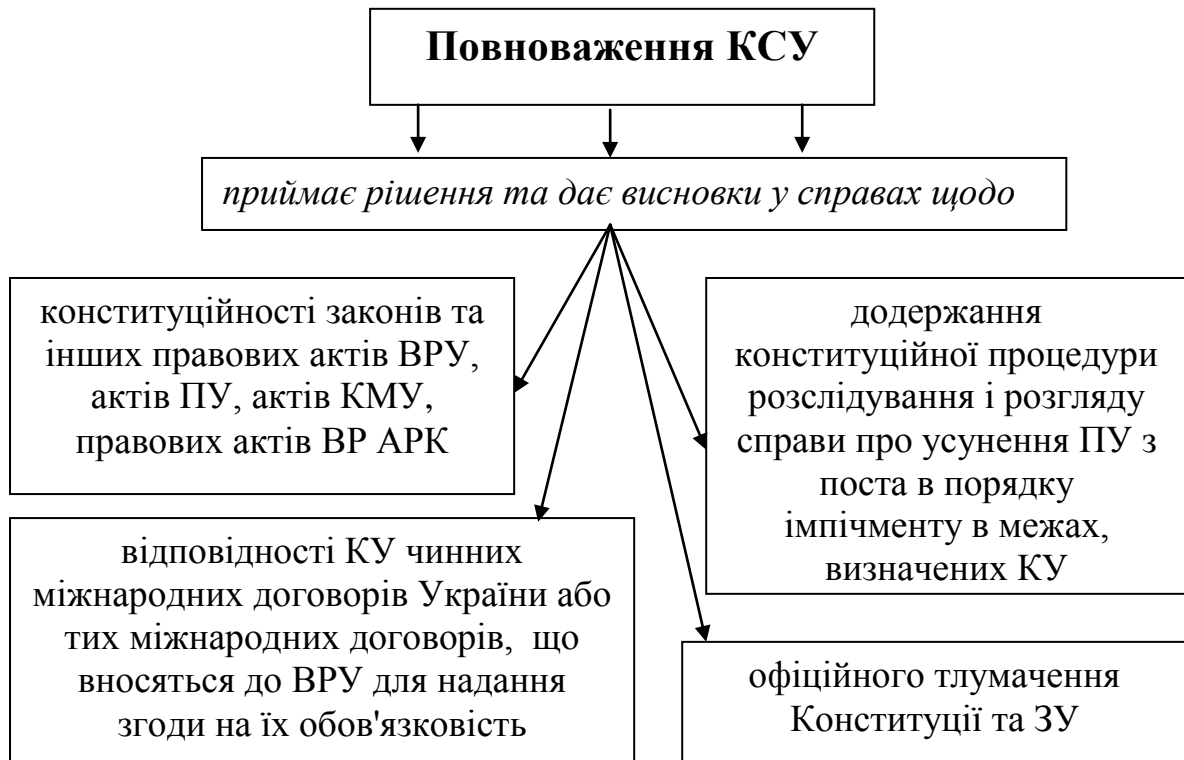 Повноваження КСУ
приймає рішення та дає висновки у справах щодо
конституційності законів та
інших правових актів ВРУ,
актів ПУ, актів КМУ,
правових актів ВР АРК
відповідності КУ чинних
міжнародних договорів України або
тих міжнародних договорів, що
вносяться до ВРУ для надання
згоди на їх обов'язковість
додержання
конституційної процедури
розслідування і розгляду
справи про усунення ПУ з
поста в порядку
імпічменту в межах,
визначених КУ
офіційного тлумачення
Конституції та ЗУ